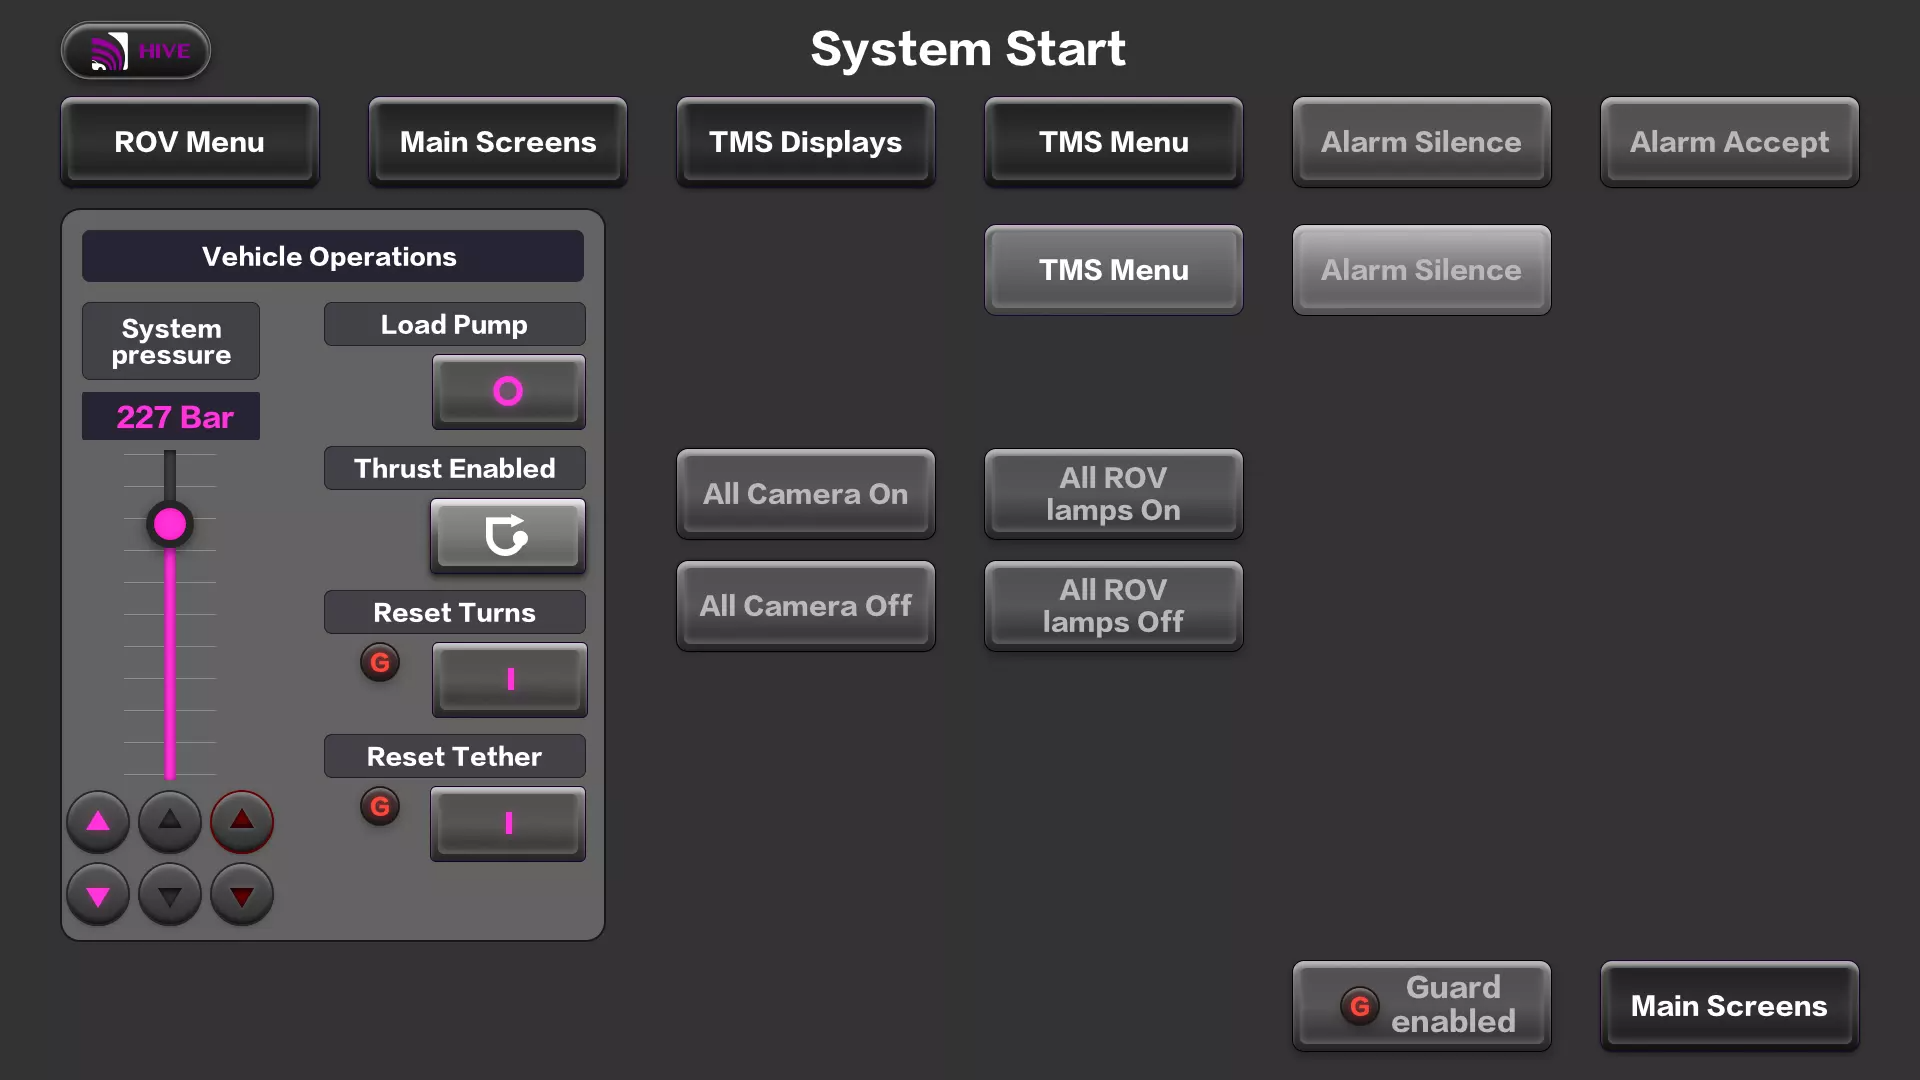 HIVE
System Start
ROV Menu
Main Screens
TMS Displays
TMS Menu
Alarm Silence
Alarm Accept
TMS Menu
Alarm Silence
Vehicle Operations
System
pressure
227 Bar
Load Pump
Thrust Enabled
Reset Turns
G
I
Reset Tether
G
I
All Camera On
All ROV
lamps On
All Camera Off
All ROV
lamps Off
G
Guard
enabled
Main Screens